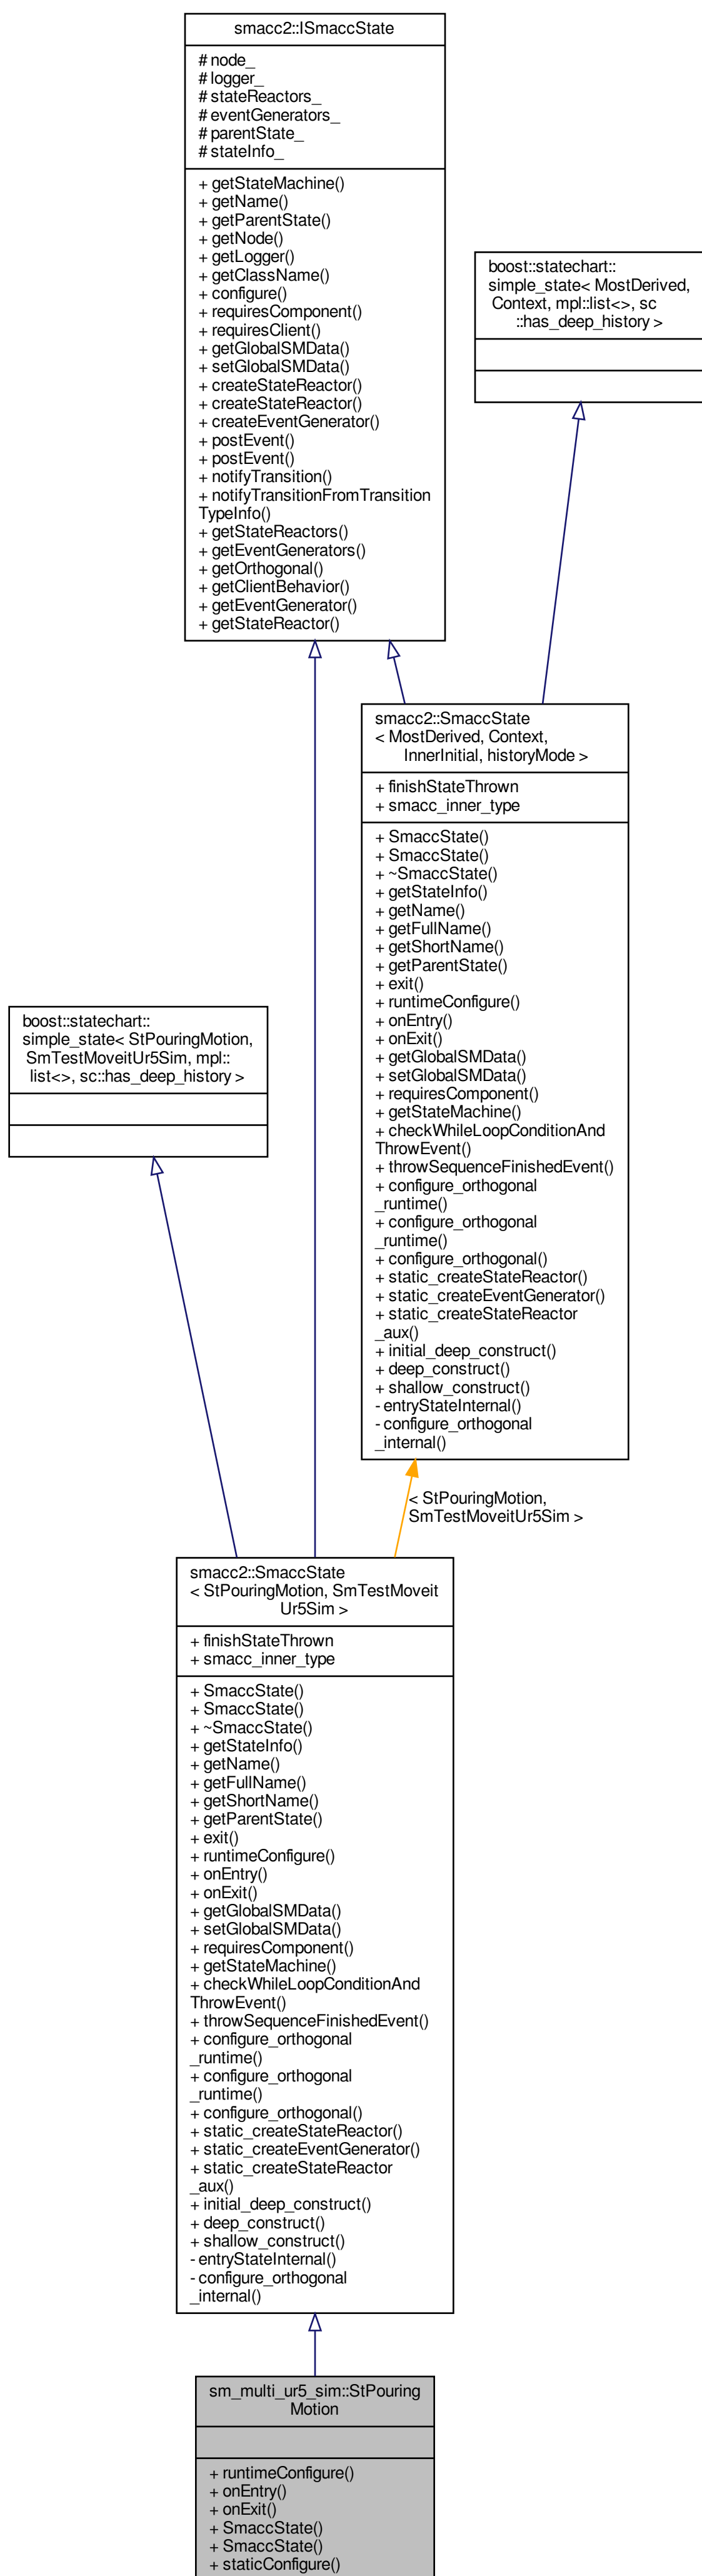 smacc2::ISmaccState
# node_
# logger_
# stateReactors_
# eventGenerators_
# parentState_
# stateInfo_
+ getStateMachine()
+ getName()
+ getParentState()
+ getNode()
+ getLogger()
+ getClassName()
+ configure()
+ requiresComponent()
+ requiresClient()
+ getGlobalSMData()
+ setGlobalSMData()
+ createStateReactor()
+ createStateReactor()
+ createEventGenerator()
+ postEvent()
+ postEvent()
+ notifyTransition()
+ notifyTransitionFromTransition
TypeInfo()
+ getStateReactors()
+ getEventGenerators()
+ getOrthogonal()
+ getClientBehavior()
+ getEventGenerator()
+ getStateReactor()
boost::statechart::
simple_state< MostDerived,
Context, mpl::list<>, sc
::has_deep_history >
smacc2::SmaccState
< MostDerived, Context,
InnerInitial, historyMode >
+ finishStateThrown
+ smacc_inner_type
+ SmaccState()
+ SmaccState()
+ ~SmaccState()
+ getStateInfo()
+ getName()
+ getFullName()
+ getShortName()
+ getParentState()
+ exit()
+ runtimeConfigure()
+ onEntry()
+ onExit()
+ getGlobalSMData()
+ setGlobalSMData()
+ requiresComponent()
+ getStateMachine()
+ checkWhileLoopConditionAnd
ThrowEvent()
+ throwSequenceFinishedEvent()
+ configure_orthogonal
_runtime()
+ configure_orthogonal
_runtime()
+ configure_orthogonal()
+ static_createStateReactor()
+ static_createEventGenerator()
+ static_createStateReactor
_aux()
+ initial_deep_construct()
+ deep_construct()
+ shallow_construct()
- entryStateInternal()
- configure_orthogonal
_internal()
boost::statechart::
simple_state< StPouringMotion,
SmTestMoveitUr5Sim, mpl::
list<>, sc::has_deep_history >
< StPouringMotion,
SmTestMoveitUr5Sim >
smacc2::SmaccState
< StPouringMotion, SmTestMoveit
Ur5Sim >
+ finishStateThrown
+ smacc_inner_type
+ SmaccState()
+ SmaccState()
+ ~SmaccState()
+ getStateInfo()
+ getName()
+ getFullName()
+ getShortName()
+ getParentState()
+ exit()
+ runtimeConfigure()
+ onEntry()
+ onExit()
+ getGlobalSMData()
+ setGlobalSMData()
+ requiresComponent()
+ getStateMachine()
+ checkWhileLoopConditionAnd
ThrowEvent()
+ throwSequenceFinishedEvent()
+ configure_orthogonal
_runtime()
+ configure_orthogonal
_runtime()
+ configure_orthogonal()
+ static_createStateReactor()
+ static_createEventGenerator()
+ static_createStateReactor
_aux()
+ initial_deep_construct()
+ deep_construct()
+ shallow_construct()
- entryStateInternal()
- configure_orthogonal
_internal()
sm_multi_ur5_sim::StPouring
Motion
+ runtimeConfigure()
+ onEntry()
+ onExit()
+ SmaccState()
+ SmaccState()
+ staticConfigure()